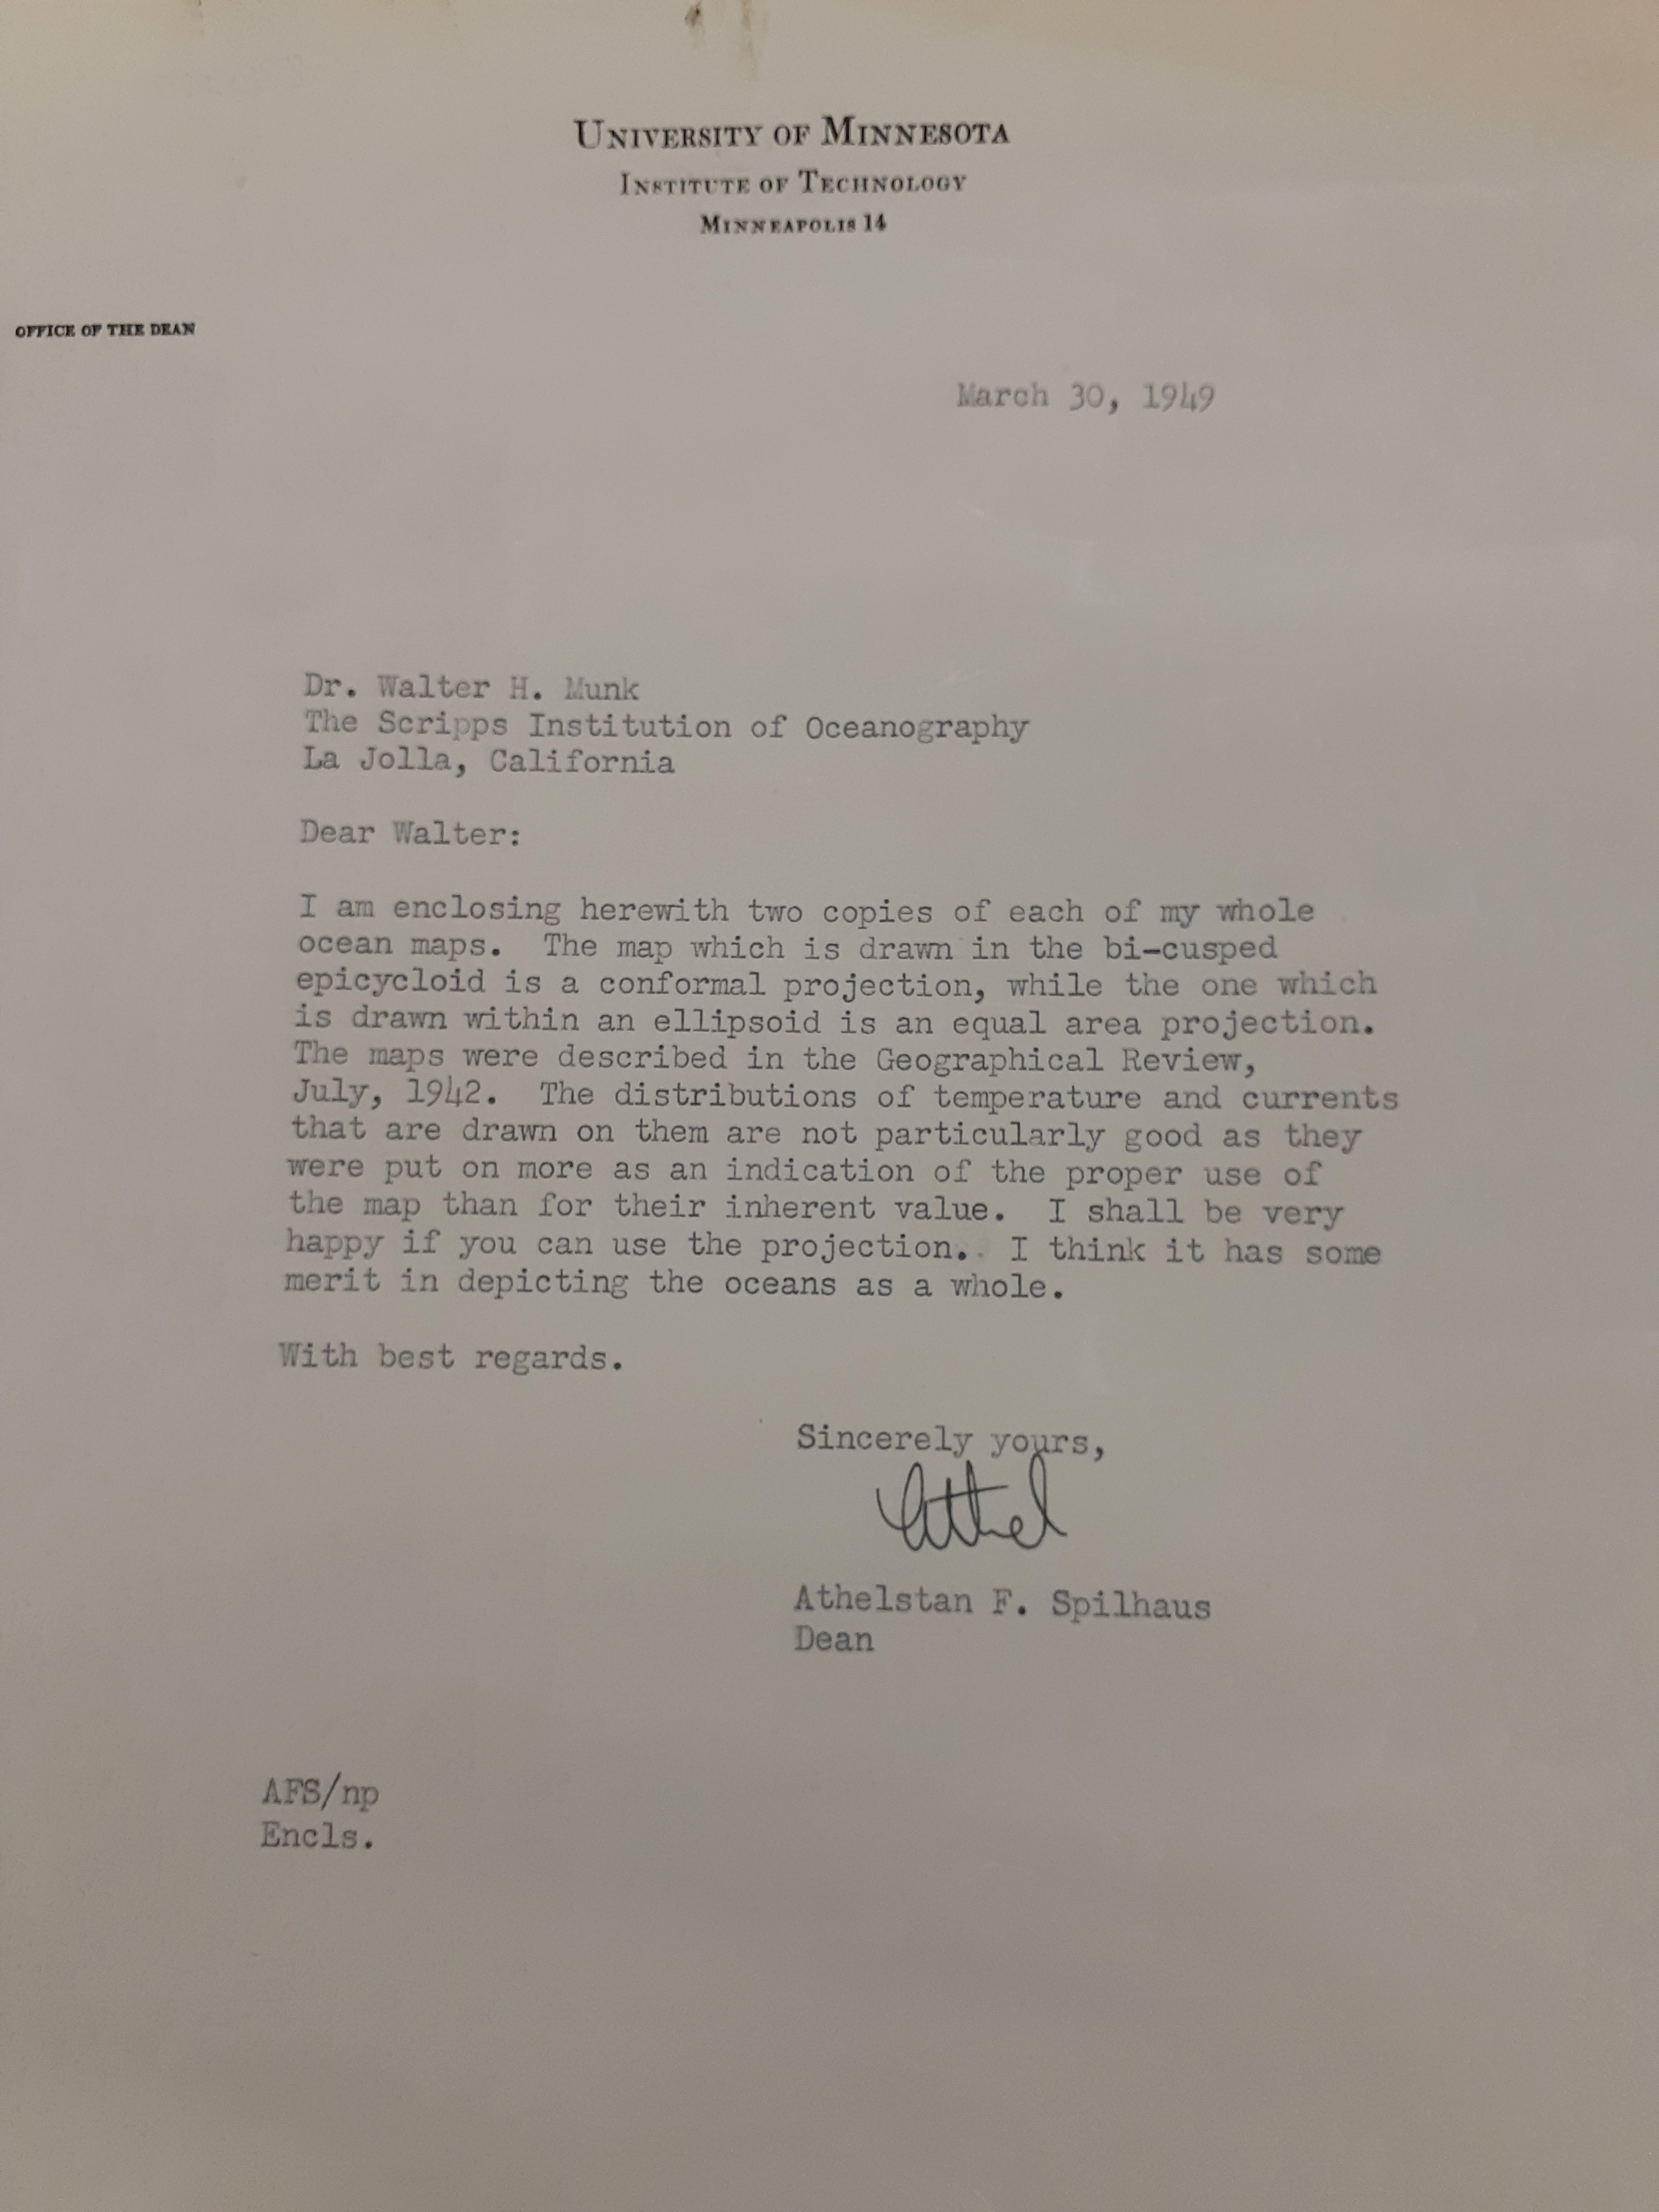 UNIVERSITY OF MINNESOTA
INSTITUTE OF TECHNOLOGY
MINNEAPOLIS 14
OFFICE OF THE DEAN
March 30, 1949
Dr. Walter H. Munk
The Scripps Institution of Oceanography
La Jolla, California
Dear Walter:
I am enclosing herewith two copies of each of my whole
ocean maps. The map which is drawn in the bi-cusped
epicycloid is a conformal projection, while the one which
is drawn within an ellipsoid is an equal area projection.
The maps were described in the Geographical Review,
July, 1942. The distributions of temperature and currents
that are drawn on them are not particularly good as they
were put on more as an indication of the proper use of
the map than for their inherent value. I shall be very
happy if you can use the projection. I think it has some
merit in depicting the oceans as a whole.
With best regards.
Sincerely yours,
Athel
Athelstan F. Spilhaus
Dean
AFS/np
Encls.